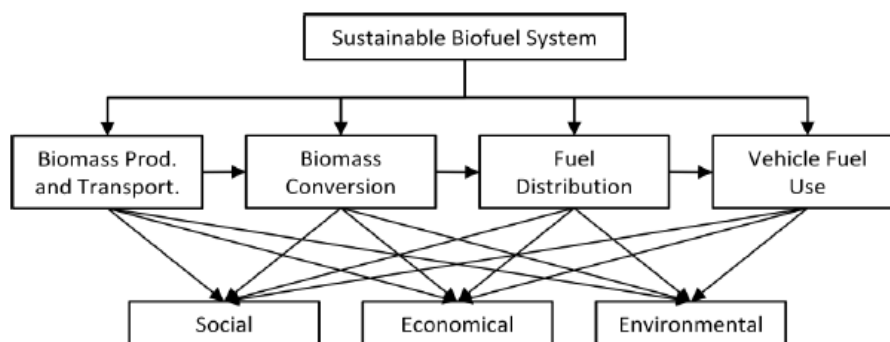 Sustainable Biofuel System
Biomass Prod.
and Transport.
Biomass
Conversion
Fuel
Distribution
Vehicle Fuel
Use
Social
Economical
Environmental